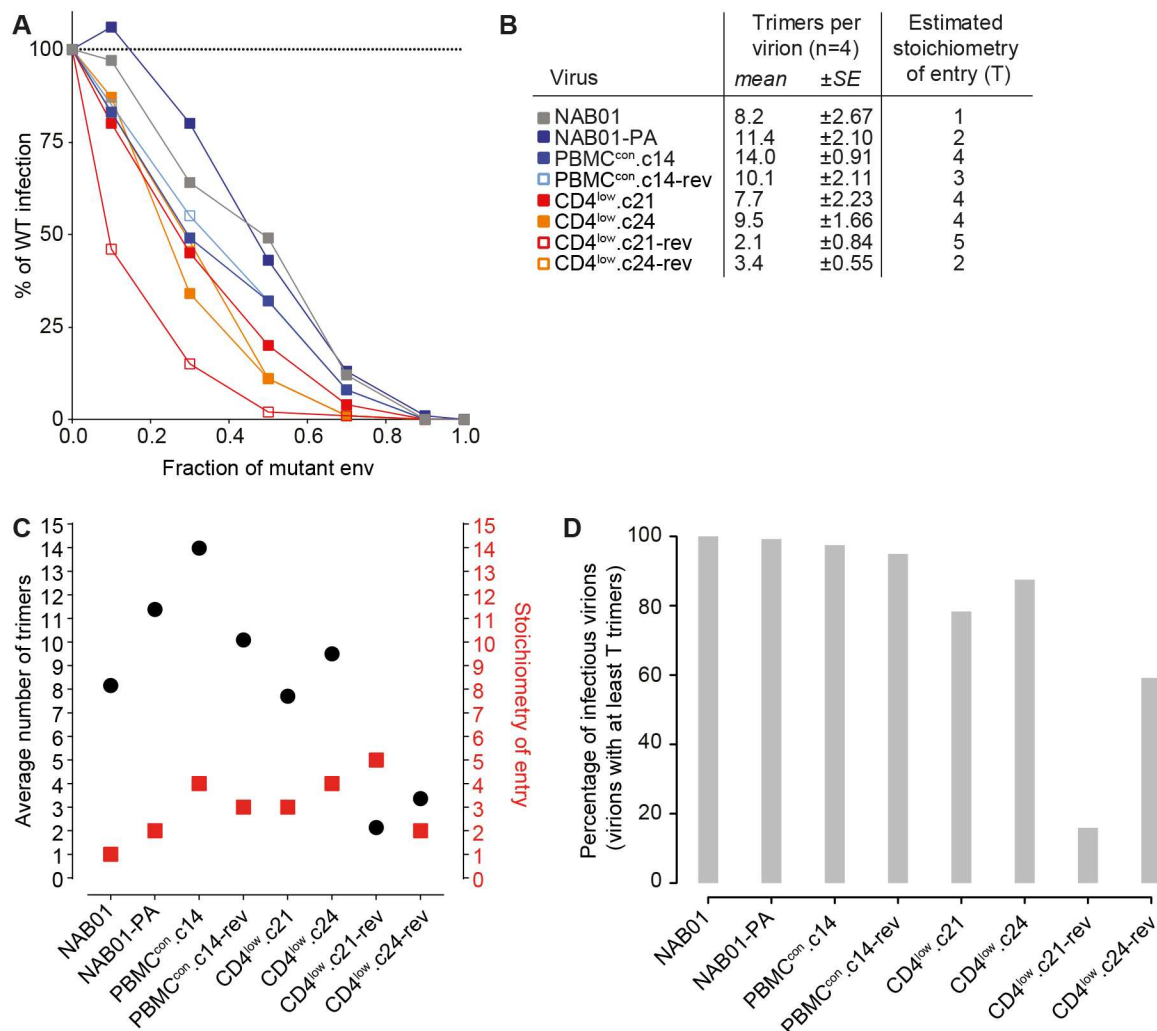 A
% of WT infection
100
75
50
25
0
0.0 0.2 0.4 0.6 0.8 1.0
Fraction of mutant env
B
Trimers per
virion (n=4)
Estimated
stoichiometry
of entry (T)
Virus mean ±SE
NAB01 8.2 ±2.67 1
NAB01-PA 11.4 ±2.10 2
PBMCcon.c14 14.0 ±0.91 4
PBMCcon.c14-rev 10.1 ±2.11 3
CD4low.c21 7.7 ±2.23 4
CD4low.c24 9.5 ±1.66 4
CD4low.c21-rev 2.1 ±0.84 5
CD4low.c24-rev 3.4 ±0.55 2
C
Average number of trimers
15 15
14 14
13 13
12 12
11 11
10 10
9 9
8 8
7 7
6 6
5 5
4 4
3 3
2 2
1 1
0 0
Stoichiometry of
entry
NAB01
NAB01-PA
PBMCcon.c14
PBMCcon.c14-rev
CD4low.c21
CD4low.c24
CD4low.c21-rev
CD4low.c24-rev
D
Percentage of infectious virions
(virions with at least T trimers)
100
80
60
40
20
0
NAB01
NAB01-PA
PBMCcon.c14
PBMCcon.c14-rev
CD4low.c21
CD4low.c24
CD4low.c21-rev
CD4low.c24-rev